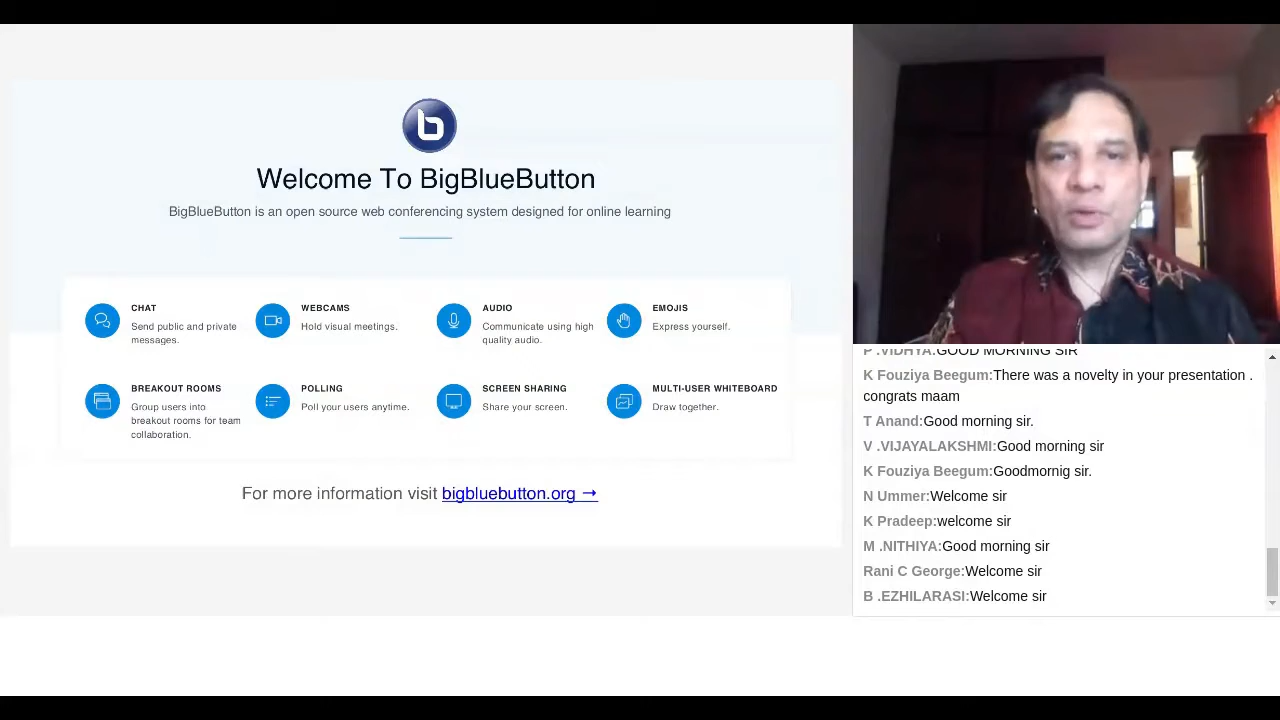 Welcome To BigBlueButton
BigBlueButton is an open source web conferencing system designed for online learning
CHAT
Send public and private
messages.
WEBCAMS
Hold visual meetings.
AUDIO
Communicate using high
quality audio.
EMOJIS
Express yourself.
BREAKOUT ROOMS
Group users into
breakout rooms for team
collaboration.
POLLING
Poll your users anytime.
SCREEN SHARING
Share your screen.
MULTI-USER WHITEBOARD
Draw together.
For more information visit bigbluebutton.org →
P .VIDHYA:GOOD MORNING SIR
K Fouziya Beegum:There was a novelty in your presentation .
congrats maam
T Anand:Good morning sir.
V .VIJAYALAKSHMI:Good morning sir
K Fouziya Beegum:Goodmornig sir.
N Ummer:Welcome sir
K Pradeep:welcome sir
M .NITHIYA:Good morning sir
Rani C George:Welcome sir
B .EZHILARASI:Welcome sir